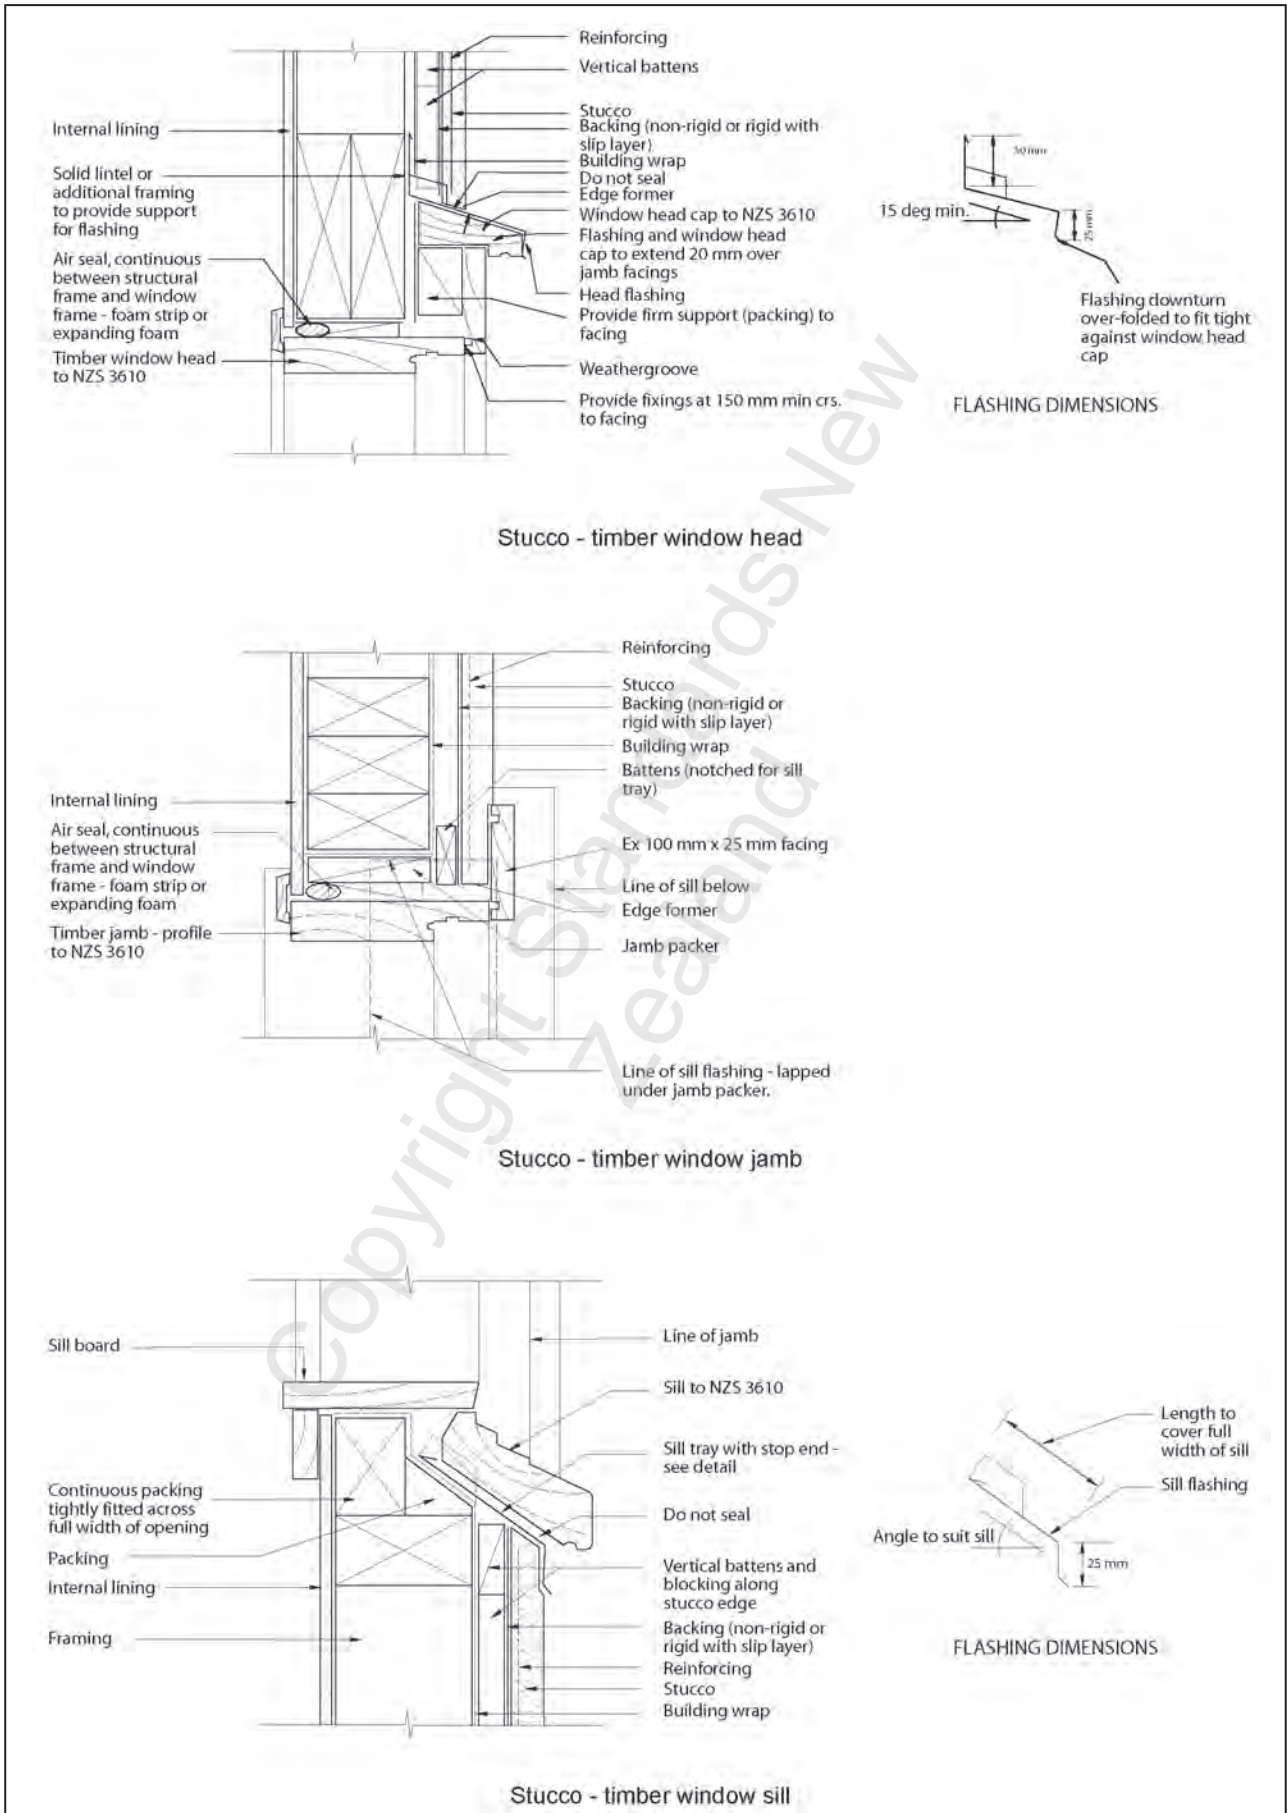 Reinforcing
Vertical battens
Stucco
Backing (non-rigid or rigid with
slip layer)
Building wrap
Do not seal
Edge former
Window head cap to NZS 3610
Flashing and window head
cap to extend 20 mm over
jamb facings
Head flashing
Provide firm support (packing) to
facing
Weathergroove
Provide fixings at 150 mm min crs.
to facing
Internal lining
Solid lintel or
additional framing
to provide support
for flashing
Air seal, continuous
between structural
frame and window
frame - foam strip or
expanding foam
Timber window head
to NZS 3610
50 mm
15 deg min.
25 mm
Flashing downturn
over-folded to fit tight
against window head
cap
FLASHING DIMENSIONS
Stucco - timber window head
Reinforcing
Stucco
Backing (non-rigid or
rigid with slip layer)
Building wrap
Battens (notched for sill
tray)
Ex 100 mm x 25 mm facing
Line of sill below
Edge former
Jamb packer
Line of sill flashing - lapped
under jamb packer.
Internal lining
Air seal, continuous
between structural
frame and window
frame - foam strip or
expanding foam
Timber jamb - profile
to NZS 3610
Stucco - timber window jamb
Sill board
Continuous packing
tightly fitted across
full width of opening
Packing
Internal lining
Framing
Line of jamb
Sill to NZS 3610
Sill tray with stop end -
see detail
Do not seal
Vertical battens and
blocking along
stucco edge
Backing (non-rigid or
rigid with slip layer)
Reinforcing
Stucco
Building wrap
Length to
cover full
width of sill
Sill flashing
Angle to suit sill
25 mm
FLASHING DIMENSIONS
Stucco - timber window sill
Copyright Standards New
Zealand